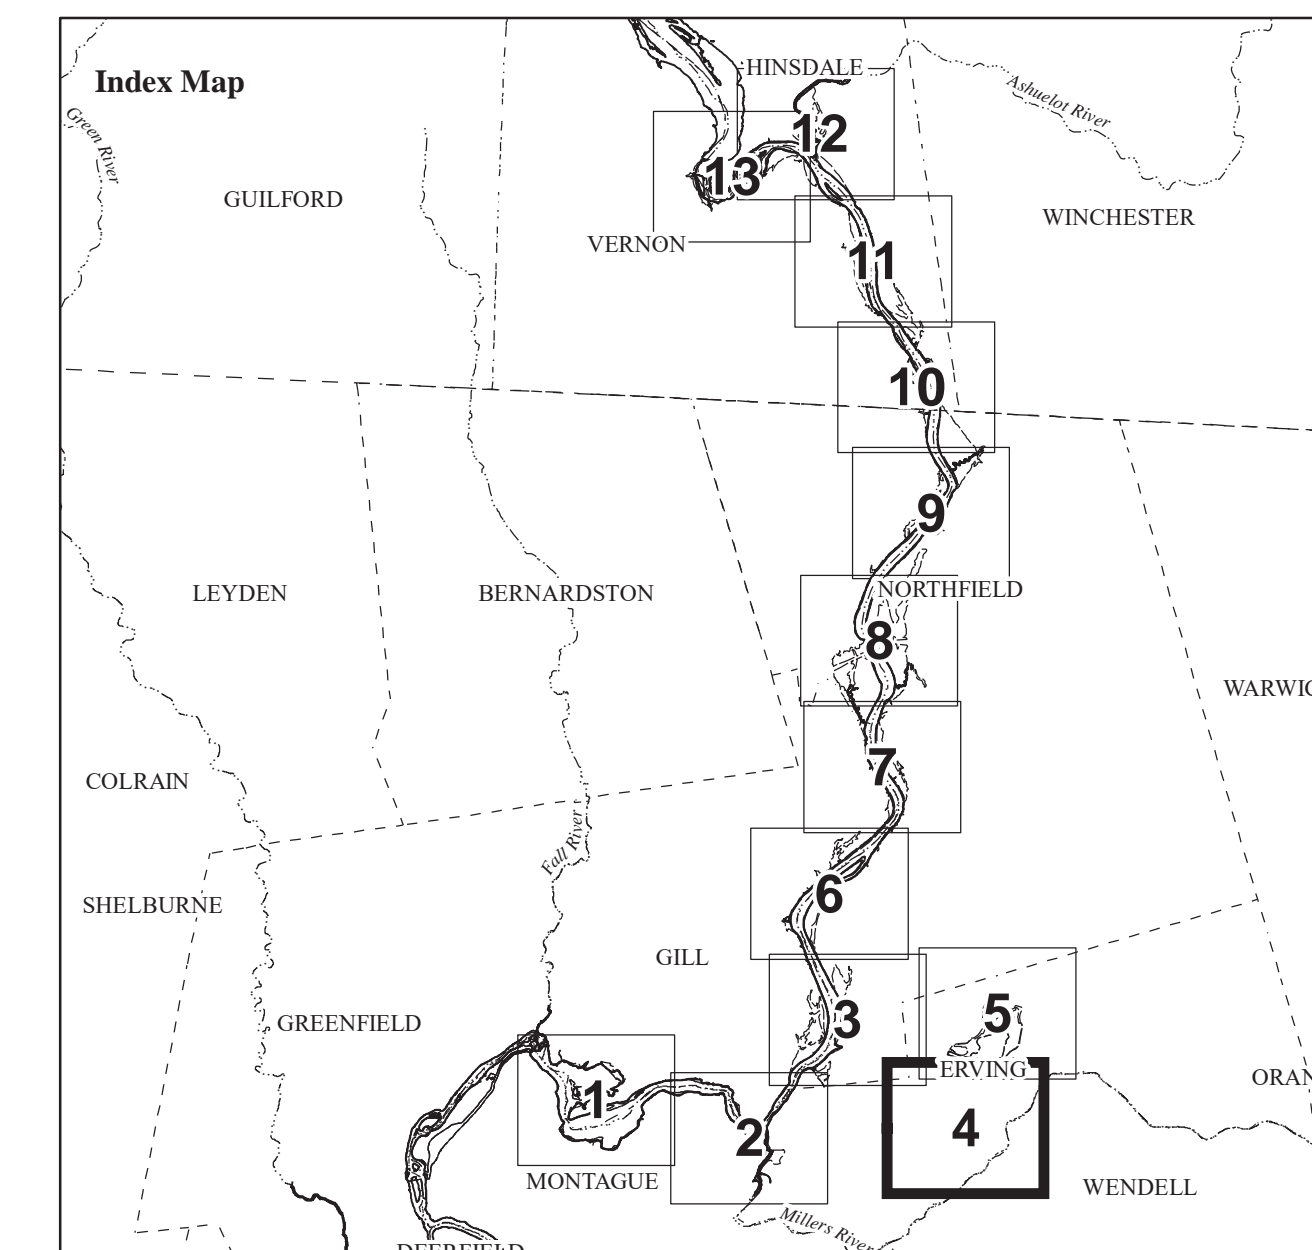 HINSDALE
Index Map
Ashuelot River
Green River
12
13
GUILFORD
WINCHESTER
VERNON
11
10
9
LEYDEN
BERNARDSTON
NORTHFIELD
8
WARWIC
7
COLRAIN
Fall River
6
SHELBURNE
GILL
5
3
GREENFIELD
ERVING
ORAN
1
4
2
MONTAGUE
WENDELL
Millers River
DEERFIELD